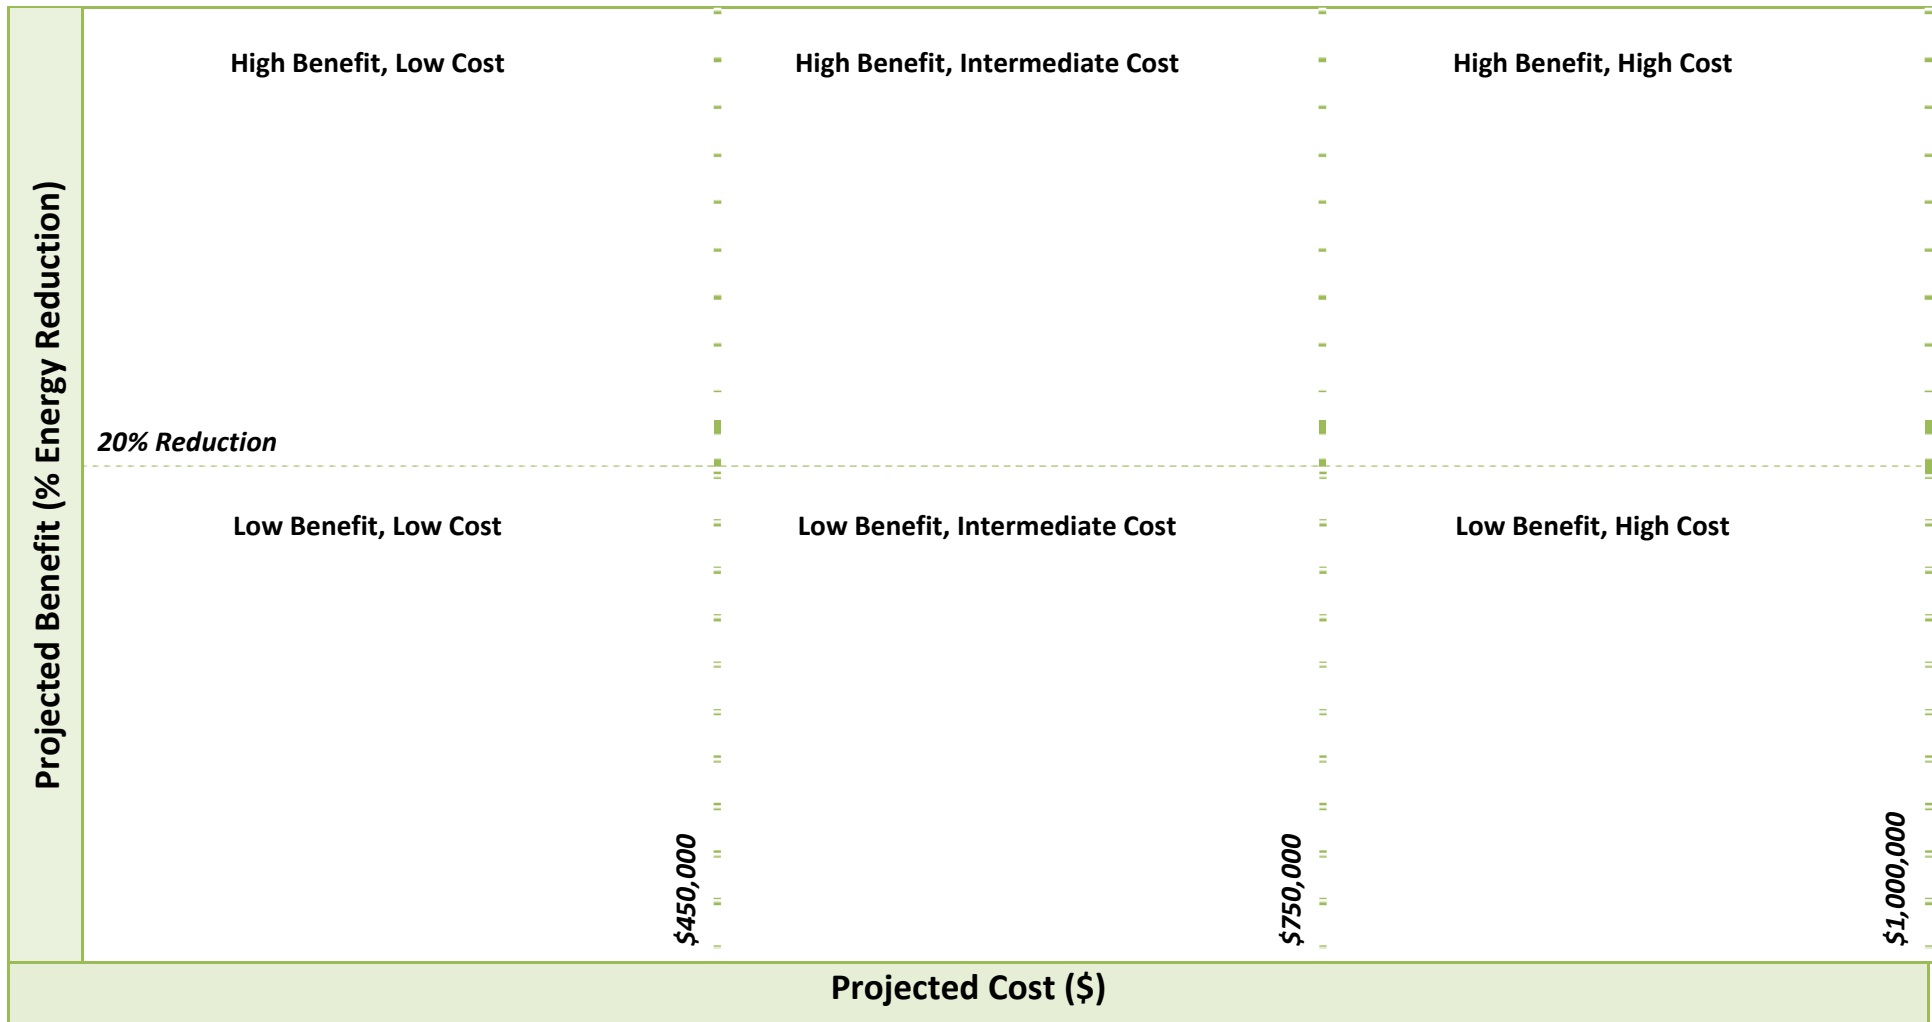 High Benefit, Low Cost
High Benefit, Intermediate Cost
High Benefit, High Cost
Projected Benefit (% Energy Reduction)
20% Reduction
Low Benefit, Low Cost
Low Benefit, Intermediate Cost
Low Benefit, High Cost
$450,000
$750,000
$1,000,000
Projected Cost ($)